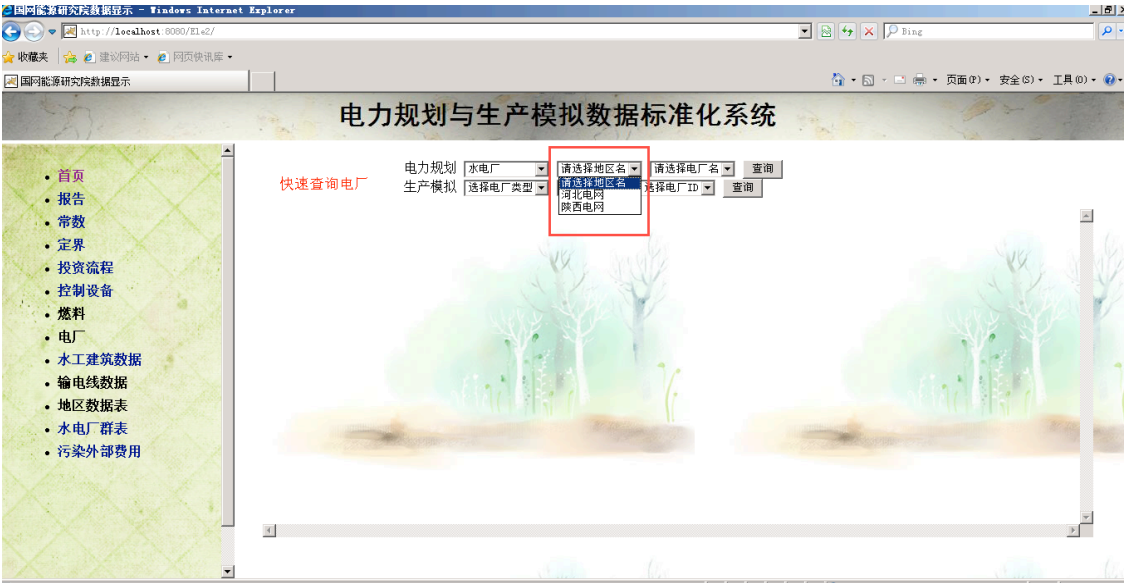 国网能源研究院数据显示 - Windows Internet Explorer
http://localhost:8080/Ele2/
Bing
收藏夹 建议网站 网页快讯库
国网能源研究院数据显示
页面(P) 安全(S) 工具(O)
电力规划与生产模拟数据标准化系统
首页
报告
常数
定界
投资流程
控制设备
燃料
电厂
水工建筑数据
输电线数据
地区数据表
水电厂群表
污染外部费用
快速查询电厂
电力规划 水电厂 请选择地区名 请选择电厂名 查询
生产模拟 选择电厂类型 选择电厂ID 查询
请选择地区名
河北电网
陕西电网